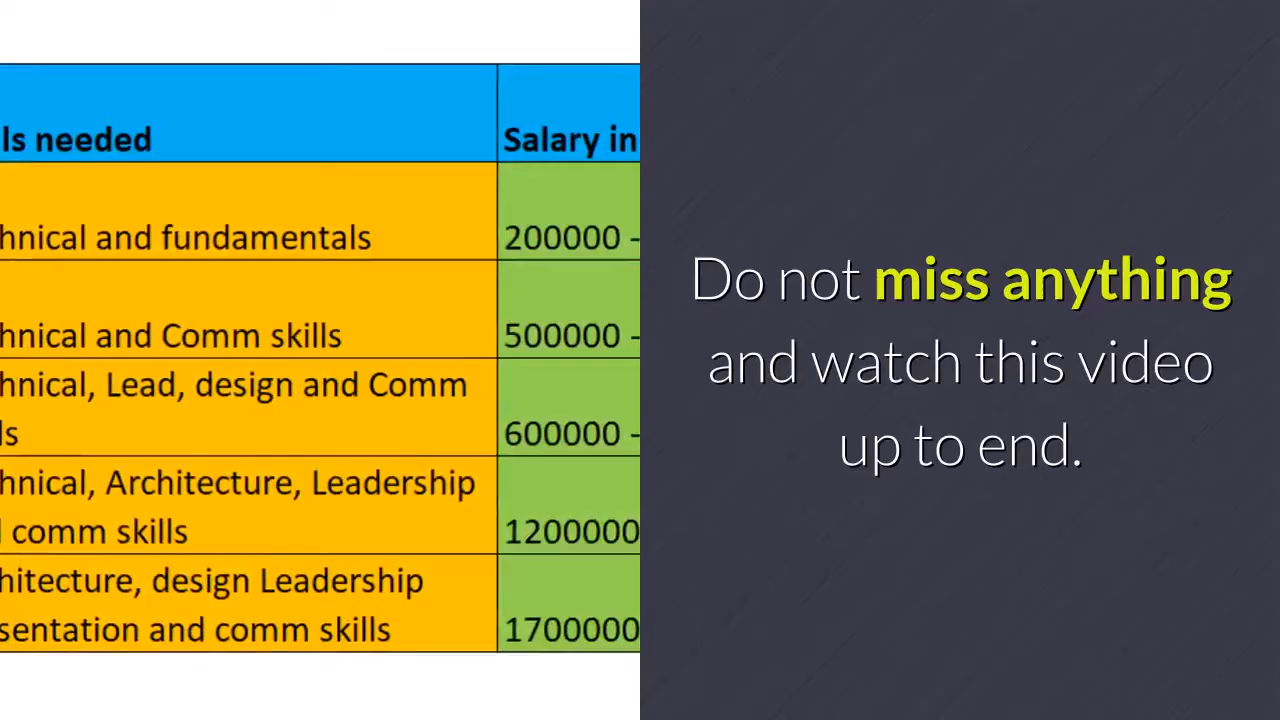 ls needed
Salary in
hnical and fundamentals
200000 -
hnical and Comm skills
500000 -
hnical, Lead, design and Comm
ls
600000 -
hnical, Architecture, Leadership
comm skills
1200000
hitecture, design Leadership
sentation and comm skills
1700000
Do not miss anything
and watch this video
up to end.